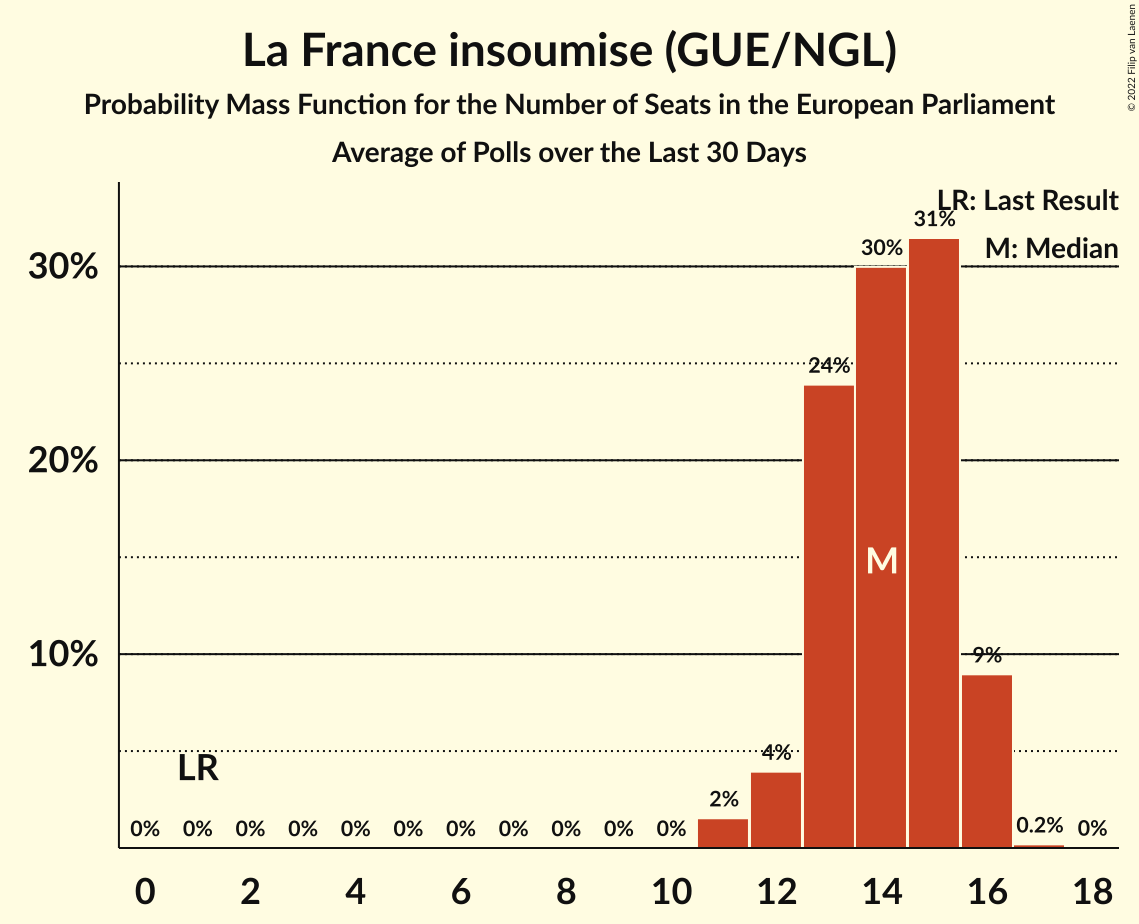 La France insoumise (GUE/NGL)
Probability Mass Function for the Number of Seats in the European Parliament
Average of Polls over the Last 30 Days
© 2022 Filip van Laenen
LR: Last Result
M: Median
30%
20%
10%
0% 0% 0% 0% 0% 0% 0% 0% 0% 0% 0% 2% 4% 24% 30% 31% 9% 0.2% 0%
LR
M
0 2 4 6 8 10 12 14 16 18